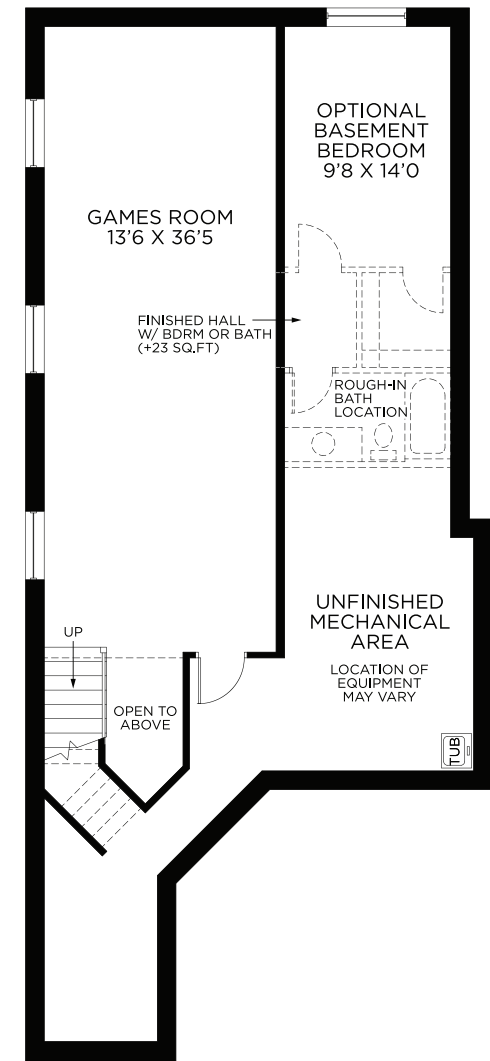 OPTIONAL
BASEMENT
BEDROOM
9'8 X 14'0
GAMES ROOM
13'6 X 36'5
FINISHED HALL
W/ BDRM OR BATH
(+23 SQ.FT)
ROUGH-IN
BATH
LOCATION
UNFINISHED
MECHANICAL
AREA
LOCATION OF
EQUIPMENT
MAY VARY
UP
OPEN TO
ABOVE
TUB